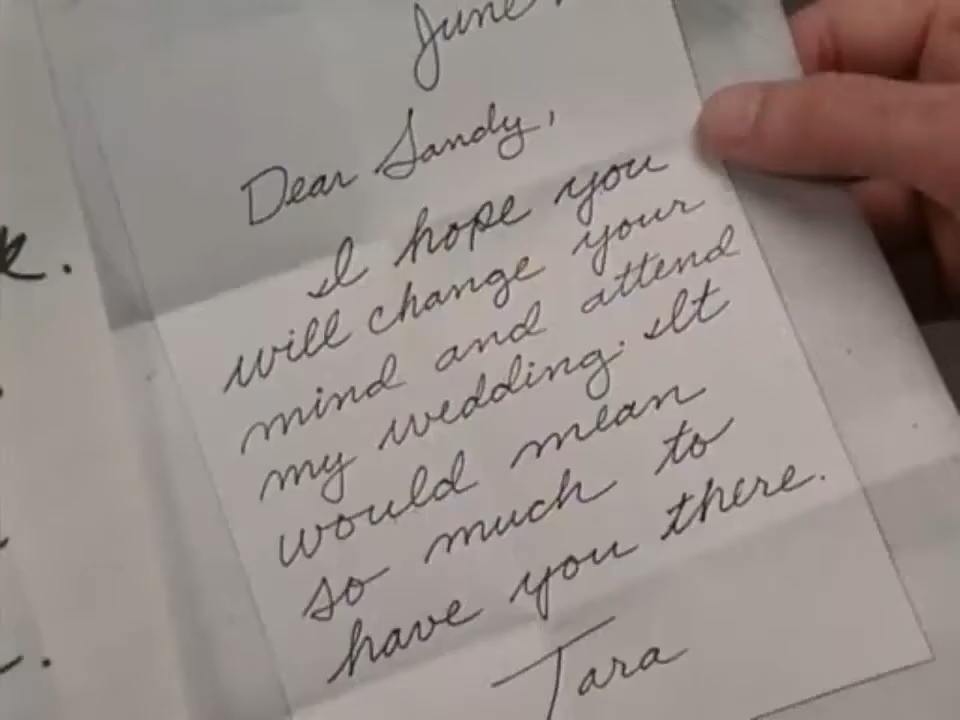 June
Dear Sandy,
I hope you
will change your
mind and attend
my wedding. It
would mean
so much to
have you there.
Tara